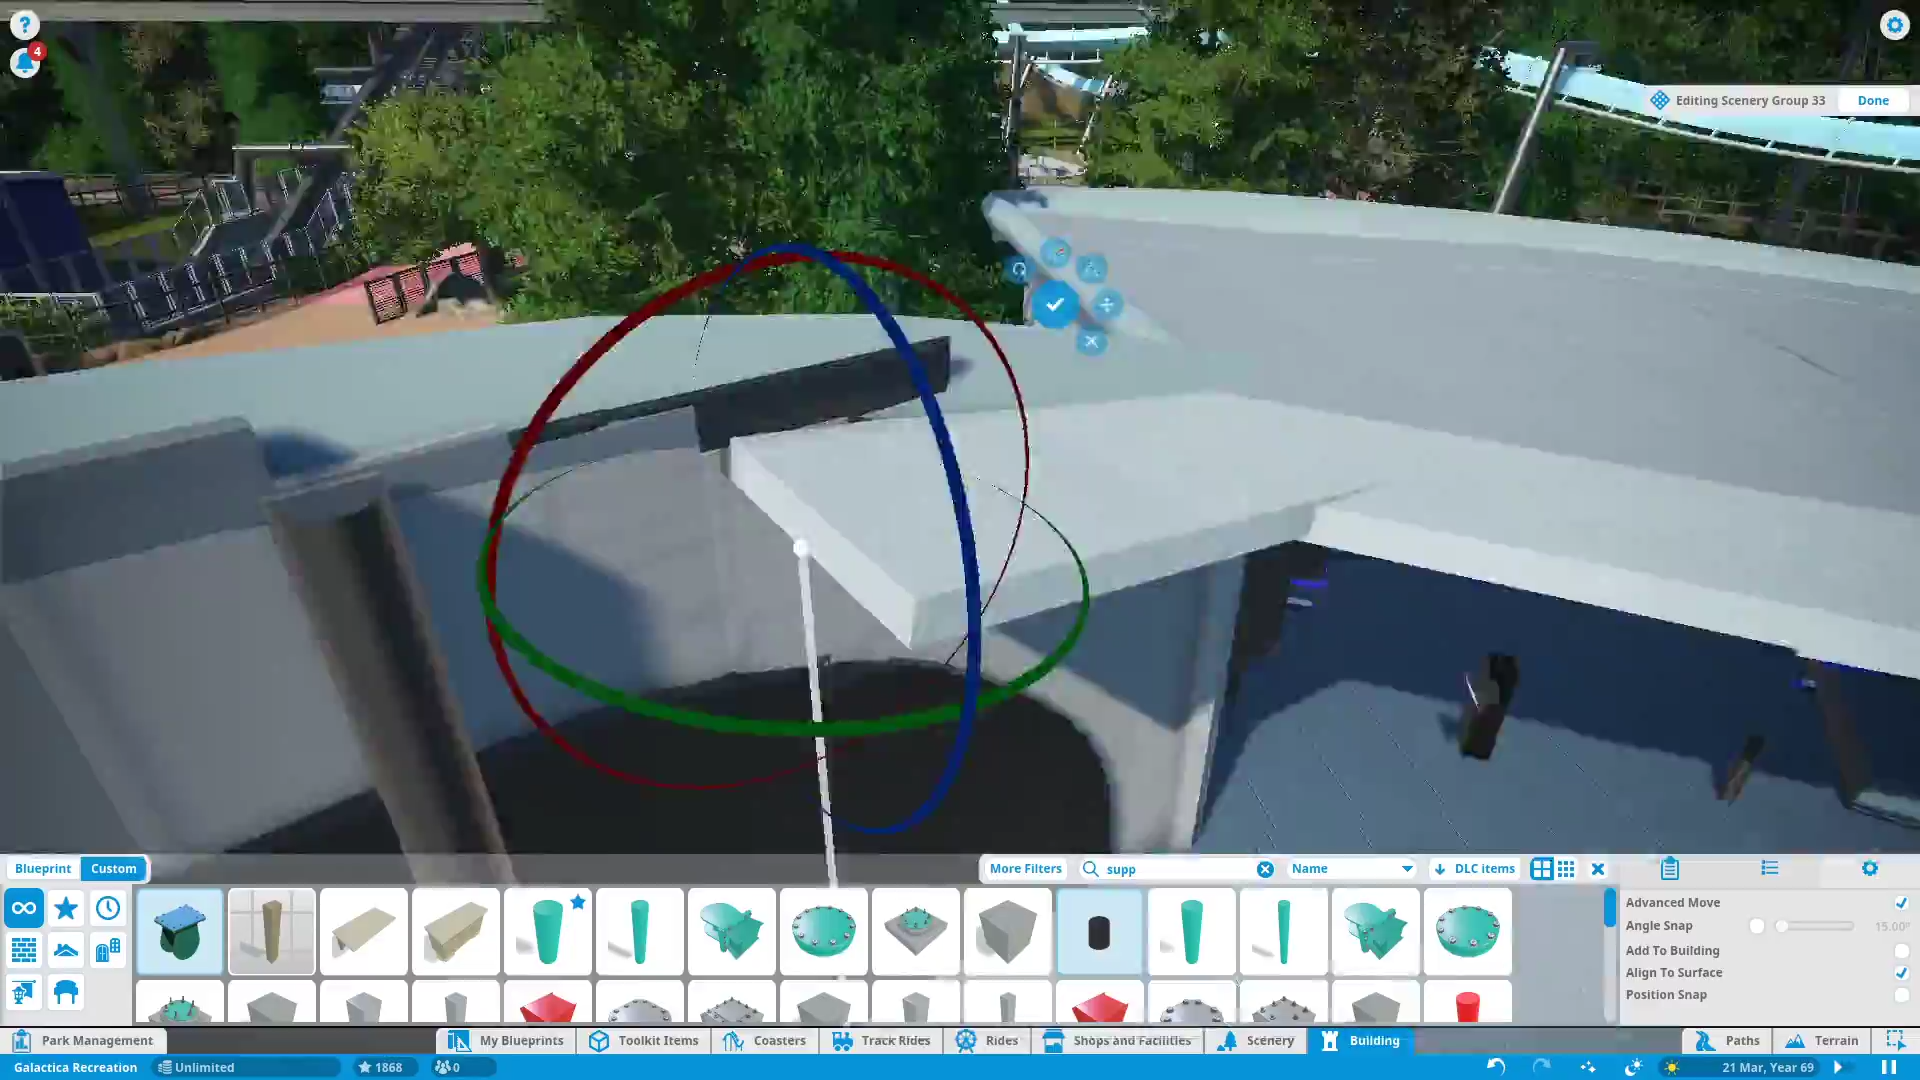 ?
4
Editing Scenery Group 33
Done
Blueprint
Custom
More Filters
supp
Name
DLC items
Advanced Move
Angle Snap
15.00°
Add To Building
Align To Surface
Position Snap
Park Management
My Blueprints
Toolkit Items
Coasters
Track Rides
Rides
Shops and Facilities
Scenery
Building
Paths
Terrain
Galactica Recreation
Unlimited
1868
0
21 Mar, Year 69